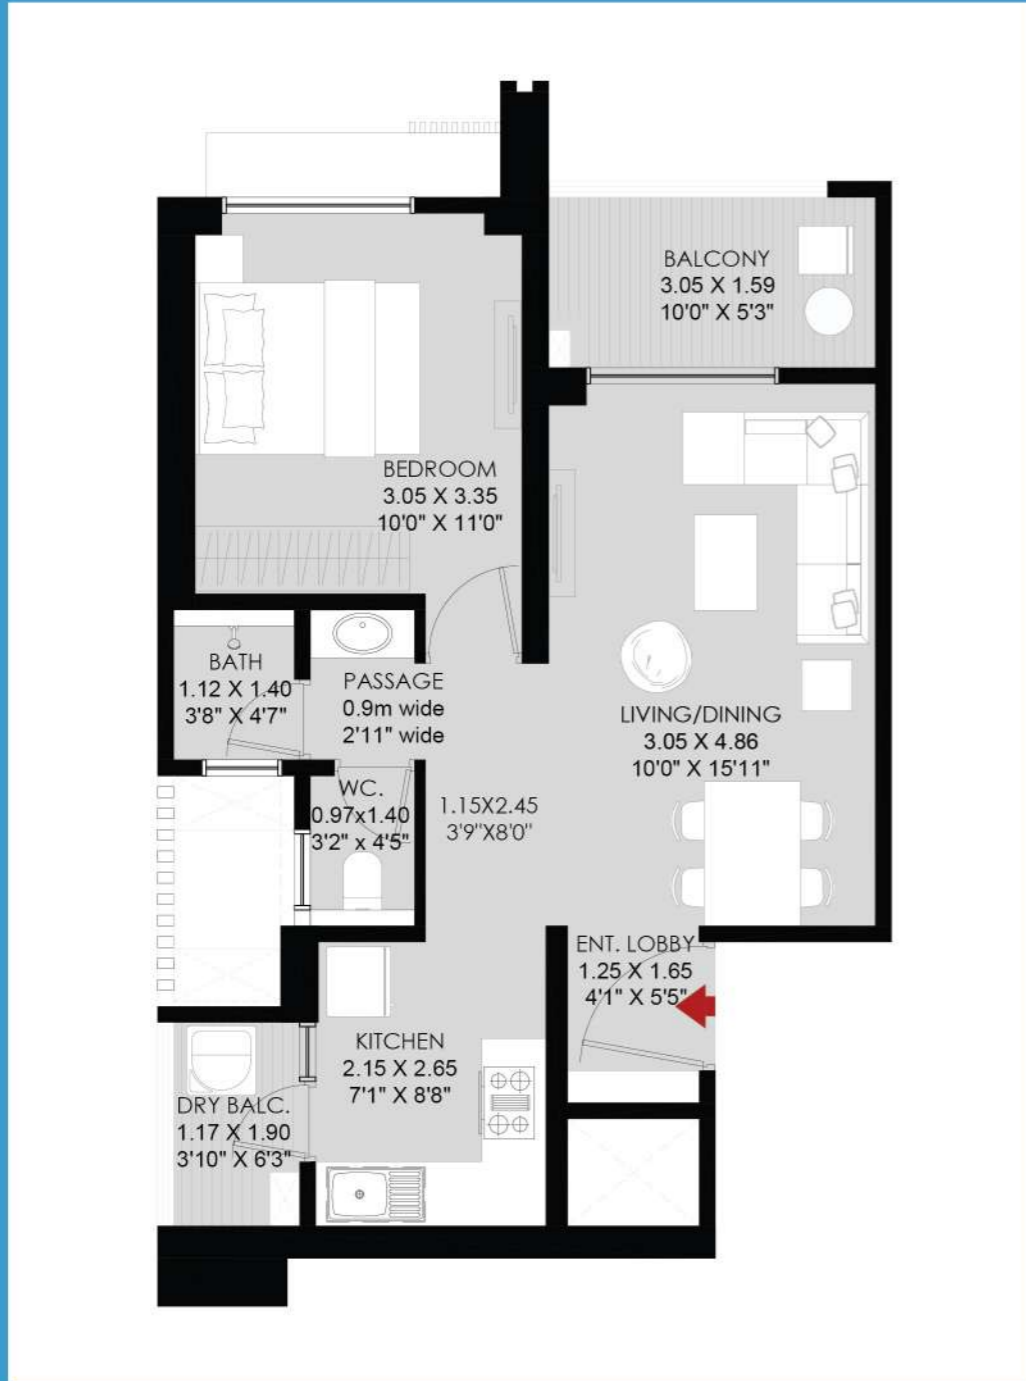 BALCONY
3.05 X 1.59
10'0" X 5'3"
BEDROOM
3.05 X 3.35
10'0" X 11'0"
BATH
1.12 X 1.40
3'8" X 4'7"
PASSAGE
0.9m wide
2'11" wide
LIVING/DINING
3.05 X 4.86
10'0" X 15'11"
WC.
0.97x1.40
3'2" x 4'5"
1.15X2.45
3'9"X8'0"
ENT. LOBBY
1.25 X 1.65
4'1" X 5'5"
KITCHEN
2.15 X 2.65
7'1" X 8'8"
DRY BALC.
1.17 X 1.90
3'10" X 6'3"